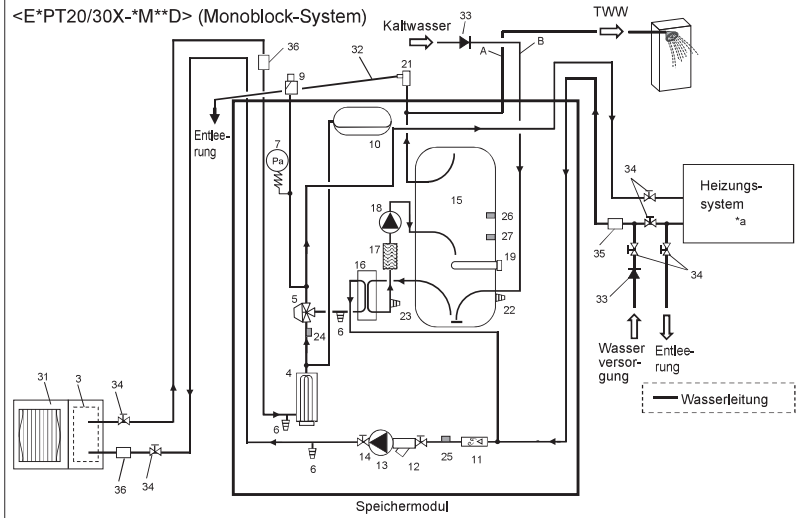 <E*PT20/30X-*M**D> (Monoblock-System)
Kaltwasser
33
A
B
TWW
36
9
32
21
Entlee-
rung
7
Pa
10
15
18
17
16
26
27
19
22
23
5
6
24
4
6
6
14
13
12
25
11
34
Heizungs-
system
*a
35
34
33
Wasser
versor-
gung
Entlee-
rung
Wasserleitung
31
3
34
36
34
Speichermodul